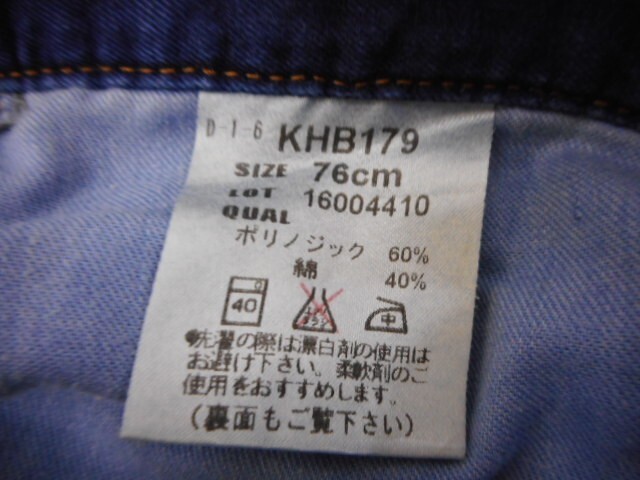 D-1-6 KHB179
SIZE 76cm
LOT 16004410
QUAL
ポリノジック 60%
綿 40%
40 中
●洗濯の際は漂白剤の使用は
お避け下さい。柔軟剤のご
使用をおすすめします。
(裏面もご覧下さい)